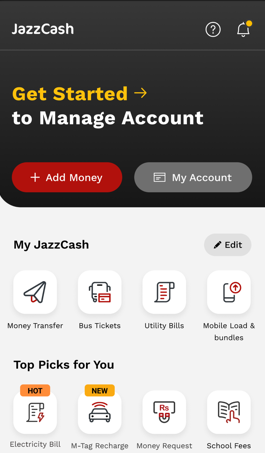 JazzCash
Get Started →
to Manage Account
+ Add Money
My Account
My JazzCash
Edit
Money Transfer
Bus Tickets
Utility Bills
Mobile Load &
bundles
Top Picks for You
HOT
NEW
Rs
Electricity Bill
M-Tag Recharge
Money Request
School Fees